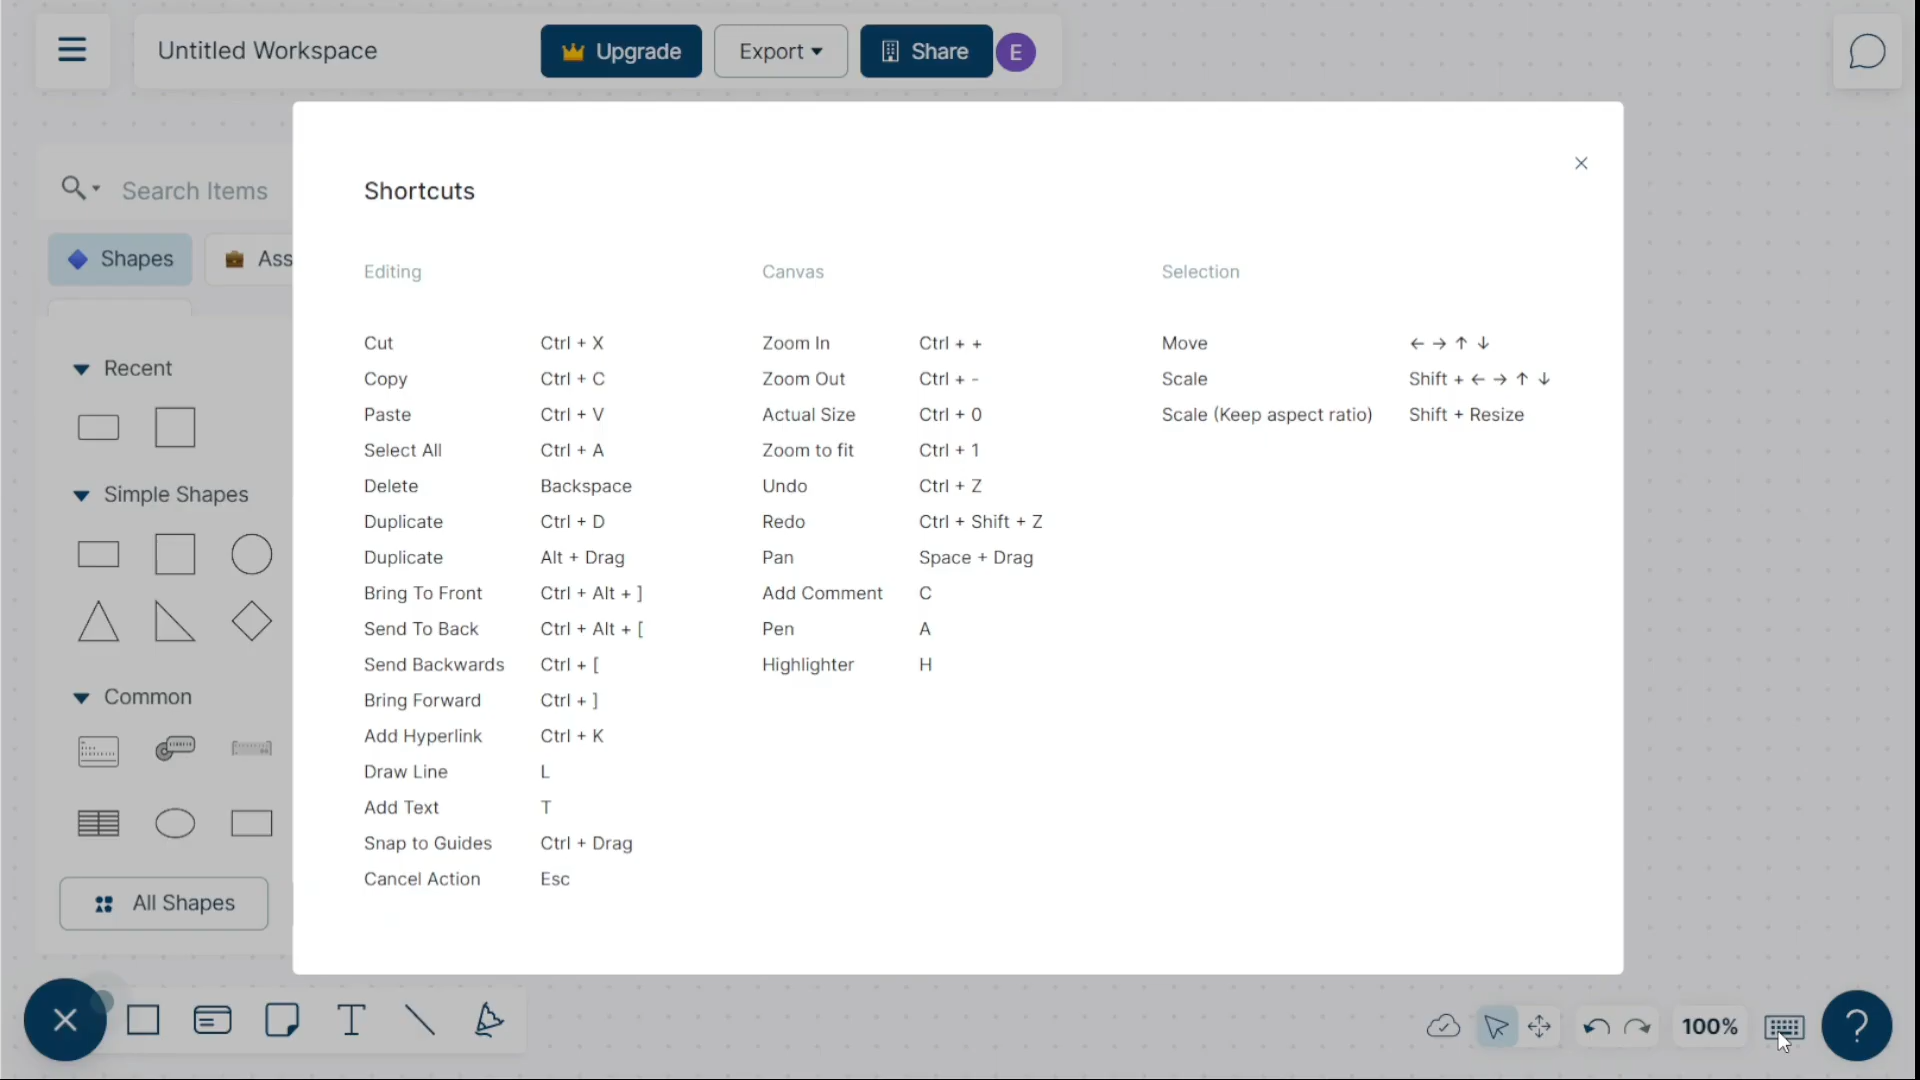 Untitled Workspace
Upgrade
Export
Share
E
Search Items
Shapes
Ass
Recent
Simple Shapes
Common
All Shapes
Shortcuts
Editing
Cut Ctrl + X
Copy Ctrl + C
Paste Ctrl + V
Select All Ctrl + A
Delete Backspace
Duplicate Ctrl + D
Duplicate Alt + Drag
Bring To Front Ctrl + Alt + ]
Send To Back Ctrl + Alt + [
Send Backwards Ctrl + [
Bring Forward Ctrl + ]
Add Hyperlink Ctrl + K
Draw Line L
Add Text T
Snap to Guides Ctrl + Drag
Cancel Action Esc
Canvas
Zoom In Ctrl + +
Zoom Out Ctrl + -
Actual Size Ctrl + 0
Zoom to fit Ctrl + 1
Undo Ctrl + Z
Redo Ctrl + Shift + Z
Pan Space + Drag
Add Comment C
Pen A
Highlighter H
Selection
Move ← → ↑ ↓
Scale Shift + ← → ↑ ↓
Scale (Keep aspect ratio) Shift + Resize
100%
?